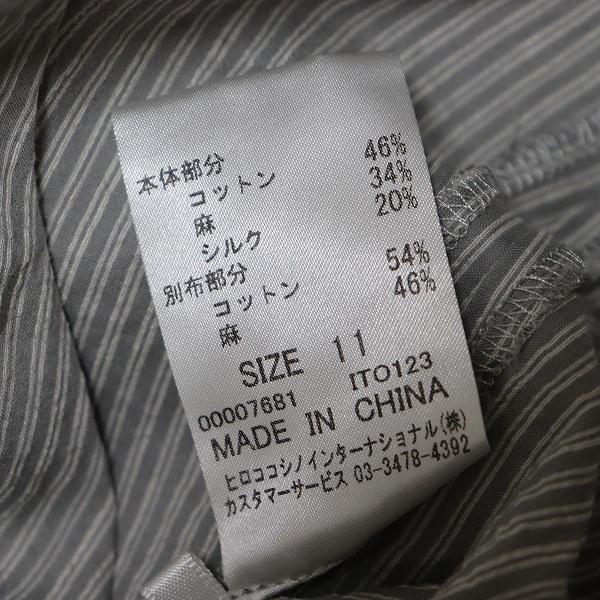 本体部分
コットン 46%
麻 34%
シルク 20%
別布部分
コットン 54%
麻 46%
SIZE 11
00007681 ITO123
MADE IN CHINA
ヒロココシノインターナショナル(株)
カスタマーサービス 03-3478-4392